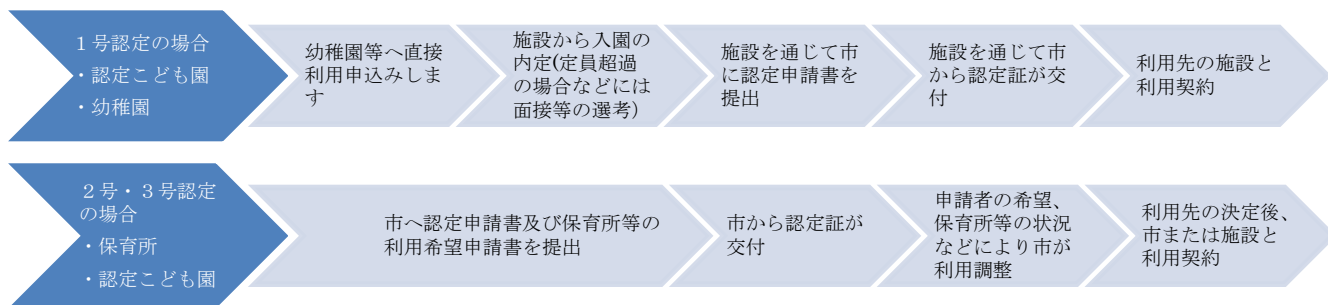 １号認定の場合
・認定こども園
・幼稚園
幼稚園等へ直接
利用申込みしま
す
施設から入園の
内定(定員超過
の場合などには
面接等の選考)
施設を通じて市
に認定申請書を
提出
施設を通じて市
から認定証が交
付
利用先の施設と
利用契約
２号・３号認定
の場合
・保育所
・認定こども園
市へ認定申請書及び保育所等の
利用希望申請書を提出
市から認定証が
交付
申請者の希望、
保育所等の状況
などにより市が
利用調整
利用先の決定後、
市または施設と
利用契約